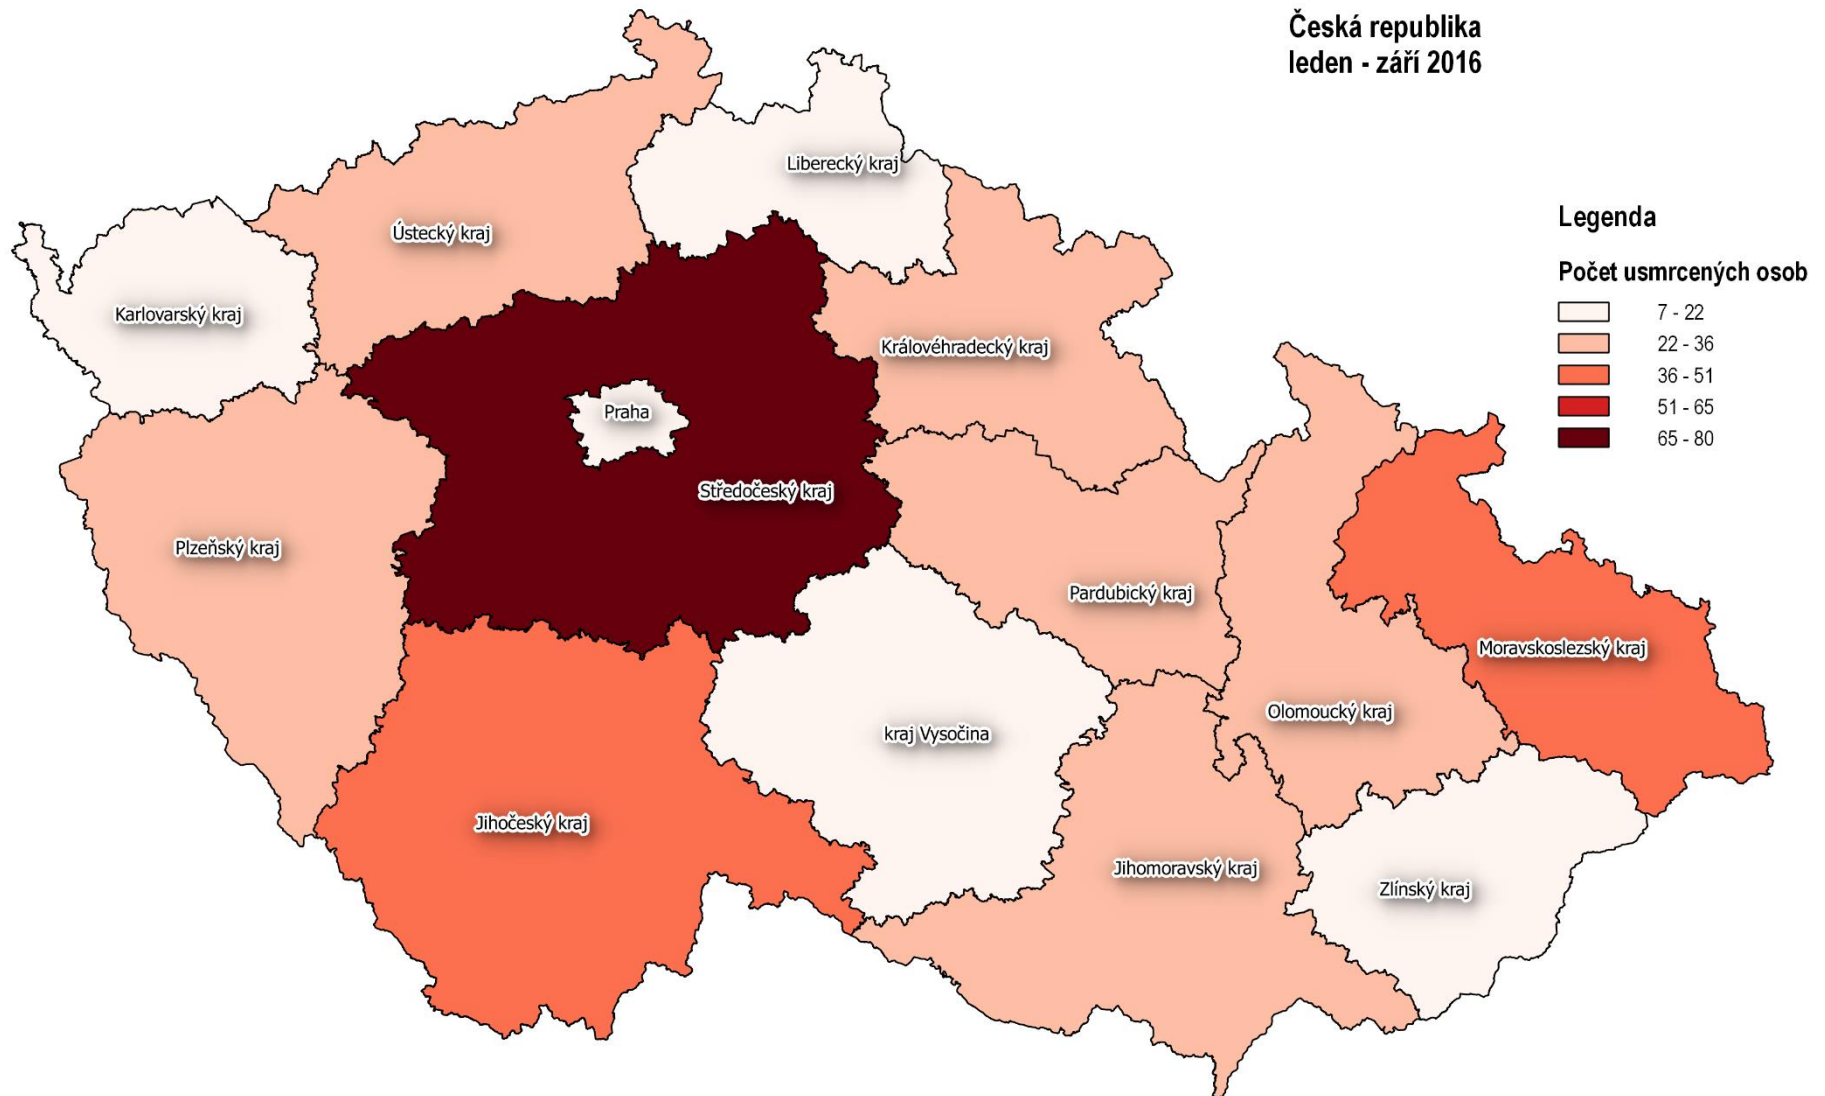 Česká republika
leden - září 2016
Liberecký kraj
Ústecký kraj
Karlovarský kraj
Královéhradecký kraj
Praha
Středočeský kraj
Plzeňský kraj
Pardubický kraj
Moravskoslezský kraj
Olomoucký kraj
kraj Vysočina
Jihočeský kraj
Jihomoravský kraj
Zlínský kraj
Legenda
Počet usmrcených osob
7 - 22
22 - 36
36 - 51
51 - 65
65 - 80